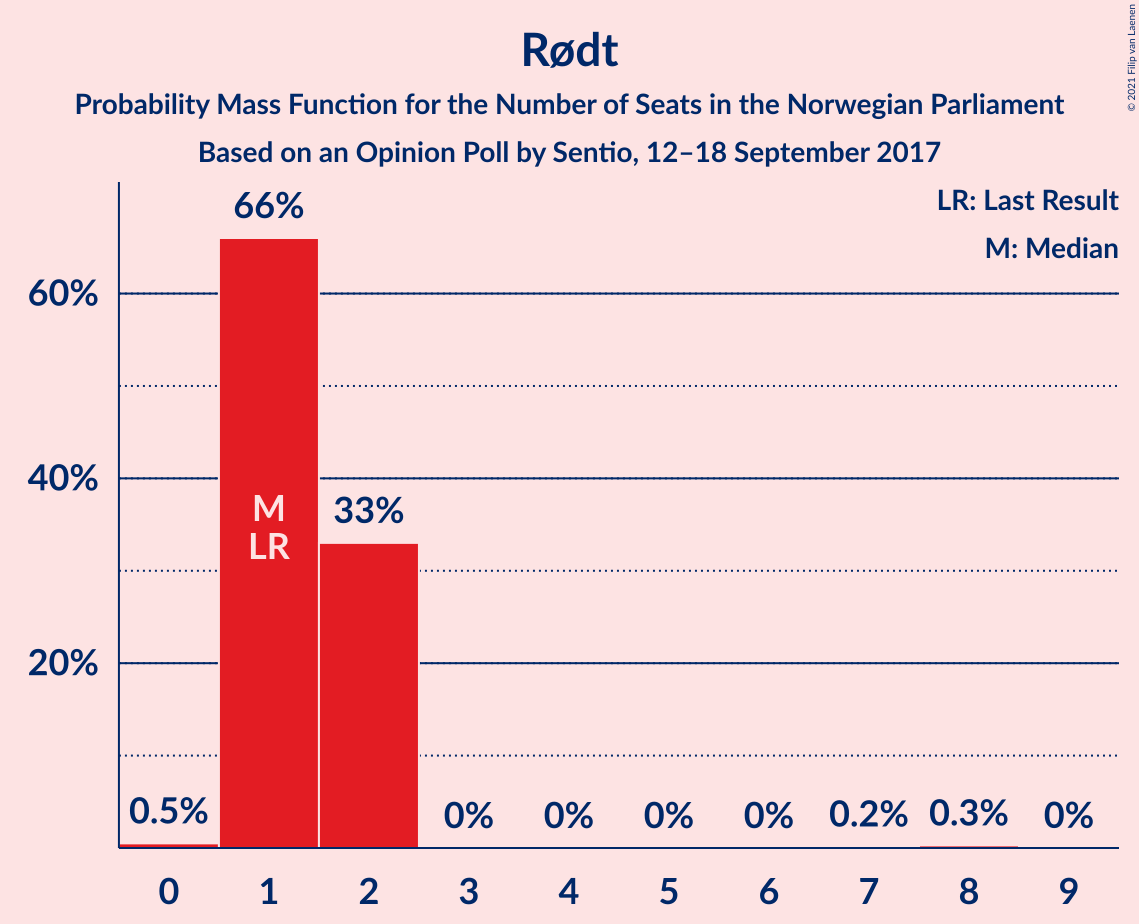 Rødt
Probability Mass Function for the Number of Seats in the Norwegian Parliament
Based on an Opinion Poll by Sentio, 12–18 September 2017
© 2021 Filip van Laenen
LR: Last Result
M: Median
60%
40%
20%
0.5%
66%
33%
0%
0%
0%
0%
0.2%
0.3%
0%
M
LR
0
1
2
3
4
5
6
7
8
9